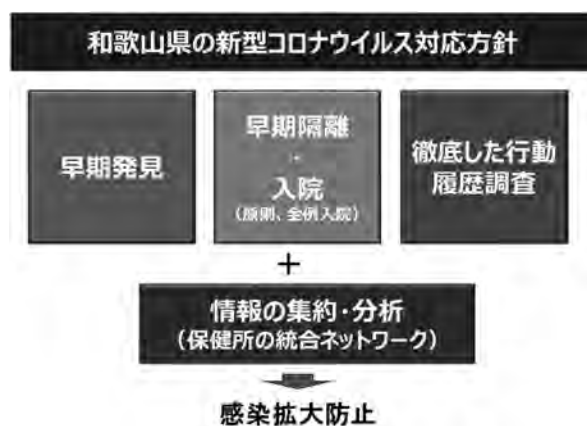 和歌山県の新型コロナウイルス対応方針
早期発見
早期隔離
・
入院
(原則、全例入院)
徹底した行動
履歴調査
+
情報の集約・分析
(保健所の統合ネットワーク)
感染拡大防止